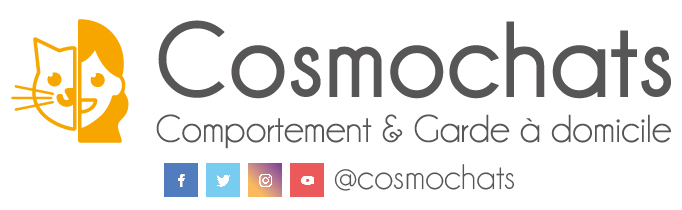 Cosmochats
Comportement & Garde à domicile
@cosmochats